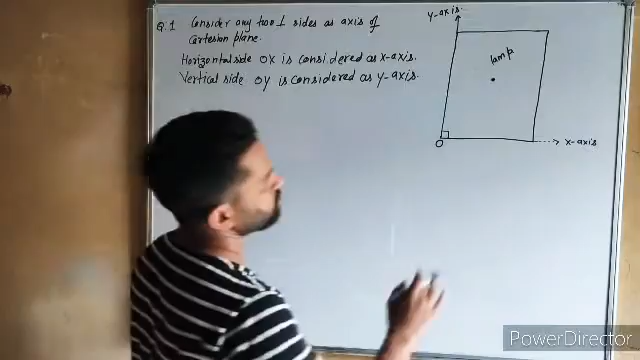 Q.1 Consider any two ⊥ sides as axis of
Cartesion plane.
Horizontal side OX is considered as x-axis.
Vertical side OY is considered as y-axis.
Y-axis
lamp
O
X-axis
PowerDirector